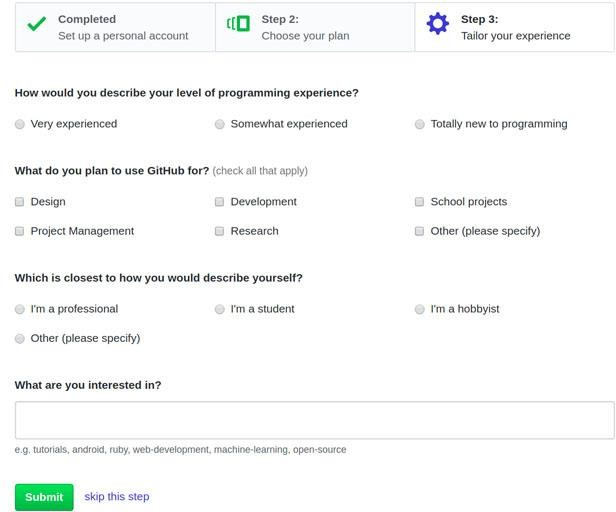 Completed
Set up a personal account
Step 2:
Choose your plan
Step 3:
Tailor your experience
How would you describe your level of programming experience?
Very experienced
Somewhat experienced
Totally new to programming
What do you plan to use GitHub for? (check all that apply)
Design
Development
School projects
Project Management
Research
Other (please specify)
Which is closest to how you would describe yourself?
I'm a professional
I'm a student
I'm a hobbyist
Other (please specify)
What are you interested in?
e.g. tutorials, android, ruby, web-development, machine-learning, open-source
Submit
skip this step